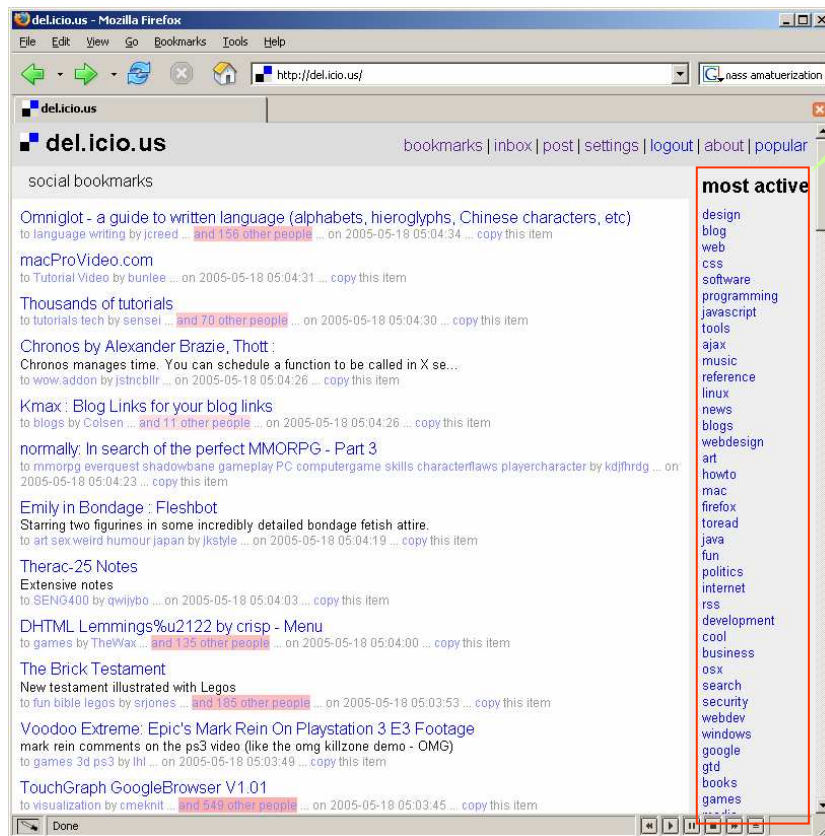 del.icio.us - Mozilla Firefox
File Edit View Go Bookmarks Tools Help
http://del.icio.us/ G nass amatuerization
del.icio.us
del.icio.us
bookmarks | inbox | post | settings | logout | about | popular
social bookmarks
Omniglot - a guide to written language (alphabets, hieroglyphs, Chinese characters, etc)
to language writing by jcreed ... and 156 other people ... on 2005-05-18 05:04:34 ... copy this item
macProVideo.com
to Tutorial Video by bunlee ... on 2005-05-18 05:04:31 ... copy this item
Thousands of tutorials
to tutorials tech by sensei ... and 70 other people ... on 2005-05-18 05:04:30 ... copy this item
Chronos by Alexander Brazie, Thott :
Chronos manages time. You can schedule a function to be called in X se...
to wow.addon by jstncbllr ... on 2005-05-18 05:04:26 ... copy this item
Kmax : Blog Links for your blog links
to blogs by Colsen ... and 11 other people ... on 2005-05-18 05:04:26 ... copy this item
normally: In search of the perfect MMORPG - Part 3
to mmorpg everquest shadowbane gameplay PC computergame skills characterflaws playercharacter by kdjfhrdg ... on
2005-05-18 05:04:23 ... copy this item
Emily in Bondage : Fleshbot
Starring two figurines in some incredibly detailed bondage fetish attire.
to art sex weird humour japan by jkstyle ... on 2005-05-18 05:04:19 ... copy this item
Therac-25 Notes
Extensive notes
to SENG400 by qwijybo ... on 2005-05-18 05:04:03 ... copy this item
DHTML Lemmings%u2122 by crisp - Menu
to games by TheWax ... and 135 other people ... on 2005-05-18 05:04:00 ... copy this item
The Brick Testament
New testament illustrated with Legos
to fun bible legos by srjones ... and 185 other people ... on 2005-05-18 05:03:53 ... copy this item
Voodoo Extreme: Epic's Mark Rein On Playstation 3 E3 Footage
mark rein comments on the ps3 video (like the omg killzone demo - OMG)
to games 3d ps3 by lhl ... on 2005-05-18 05:03:49 ... copy this item
TouchGraph GoogleBrowser V1.01
to visualization by cmeknit ... and 549 other people ... on 2005-05-18 05:03:45 ... copy this item
most active
design
blog
web
css
software
programming
javascript
tools
ajax
music
reference
linux
news
blogs
webdesign
art
howto
mac
firefox
toread
java
fun
politics
internet
rss
development
cool
business
osx
search
security
webdev
windows
google
gtd
books
games
Done